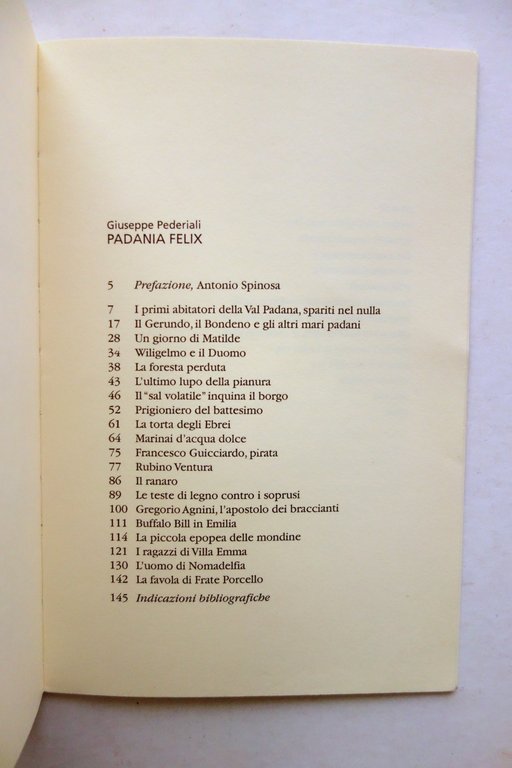 Giuseppe Pederiali
PADANIA FELIX
5 Prefazione, Antonio Spinosa
7 I primi abitatori della Val Padana, spariti nel nulla
17 Il Gerundo, il Bondeno e gli altri mari padani
28 Un giorno di Matilde
34 Wiligelmo e il Duomo
38 La foresta perduta
43 L'ultimo lupo della pianura
46 Il "sal volatile" inquina il borgo
52 Prigioniero del battesimo
61 La torta degli Ebrei
64 Marinai d'acqua dolce
75 Francesco Guicciardo, pirata
77 Rubino Ventura
86 Il ranaro
89 Le teste di legno contro i soprusi
100 Gregorio Agnini, l'apostolo dei braccianti
111 Buffalo Bill in Emilia
114 La piccola epopea delle mondine
121 I ragazzi di Villa Emma
130 L'uomo di Nomadelfia
142 La favola di Frate Porcello
145 Indicazioni bibliografiche